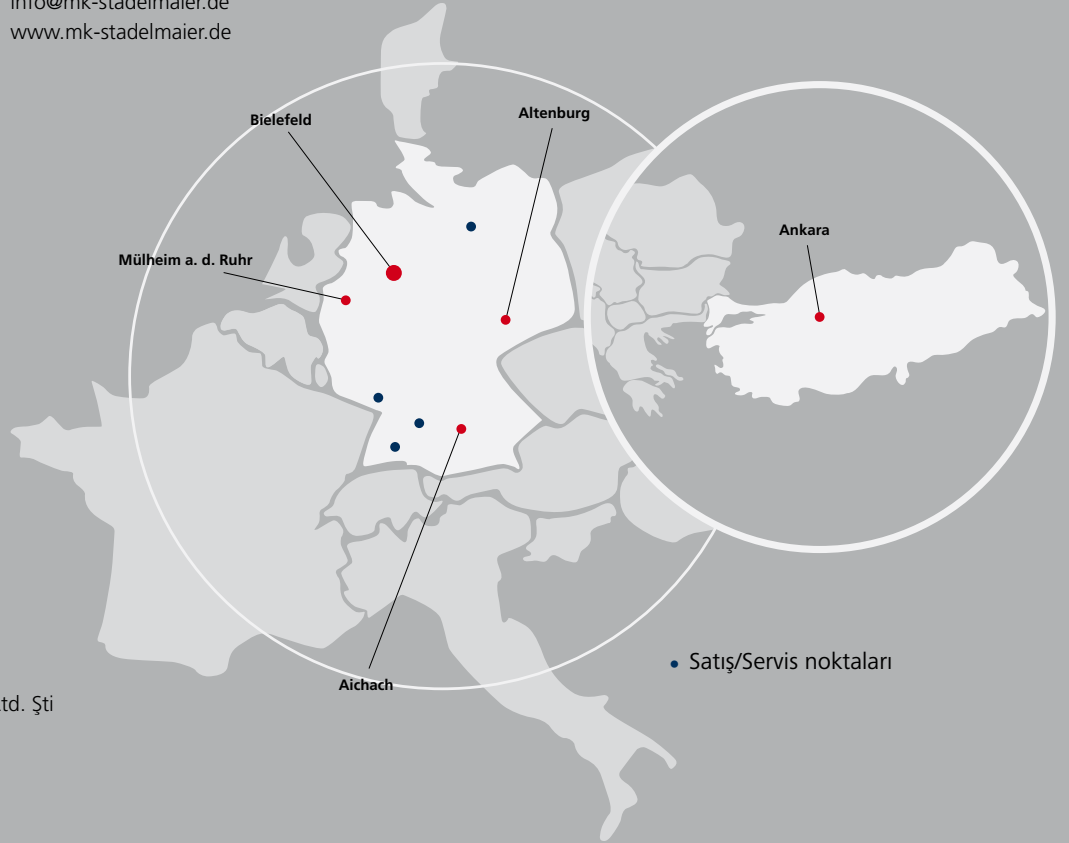 info@mk-stadelmaier.de
www.mk-stadelmaier.de
Altenburg
Bielefeld
Ankara
Mülheim a. d. Ruhr
• Satış/Servis noktaları
Aichach
td. Şti